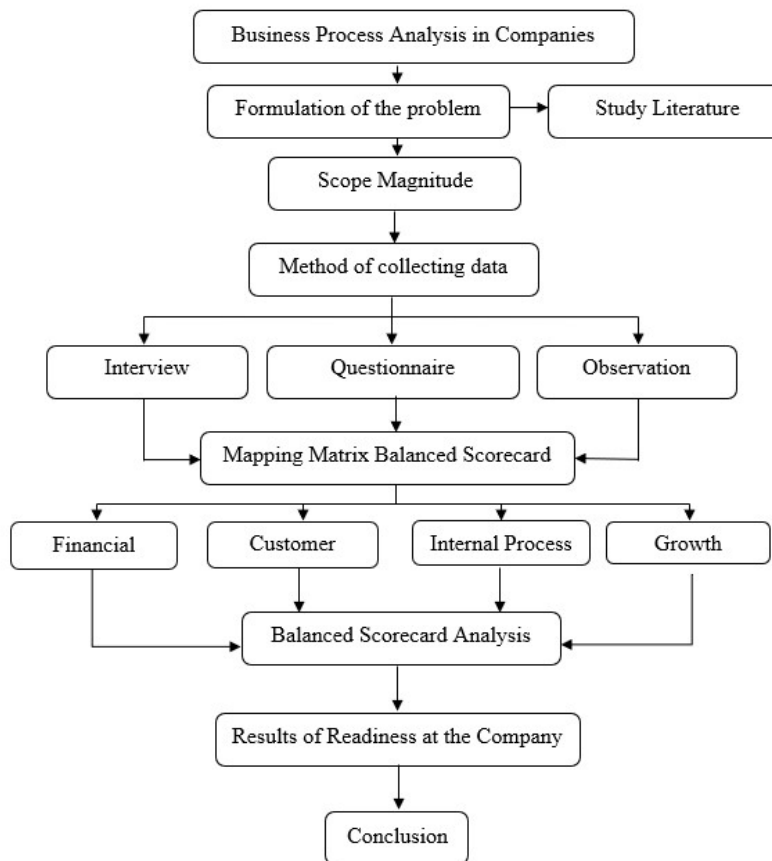 Business Process Analysis in Companies
Formulation of the problem
Study Literature
Scope Magnitude
Method of collecting data
Interview
Questionnaire
Observation
Mapping Matrix Balanced Scorecard
Financial
Customer
Internal Process
Growth
Balanced Scorecard Analysis
Results of Readiness at the Company
Conclusion